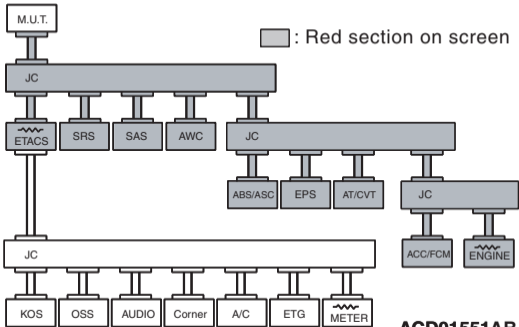 M.U.T.
: Red section on screen
JC
ETACS SRS SAS AWC JC
ABS/ASC EPS AT/CVT JC
JC ACC/FCM ENGINE
KOS OSS AUDIO Corner A/C ETG METER